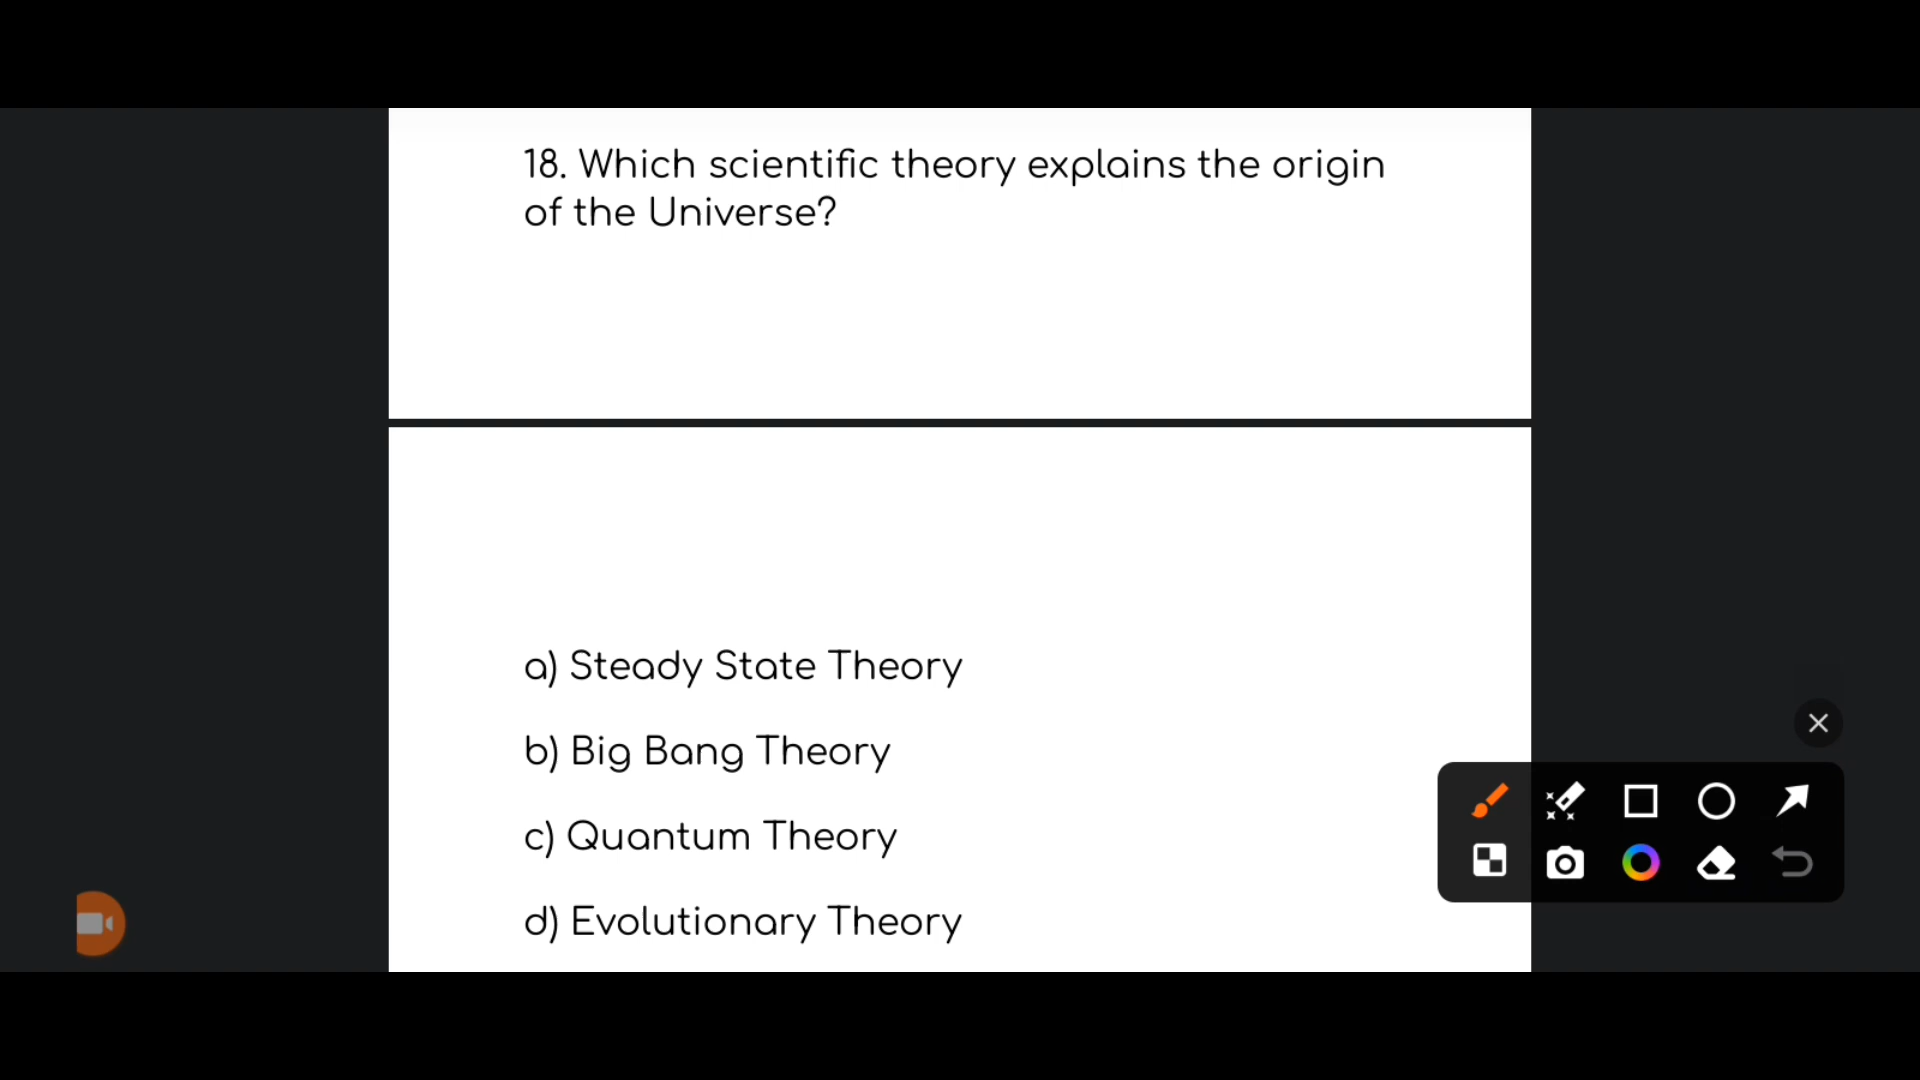 18. Which scientific theory explains the origin
of the Universe?
a) Steady State Theory
b) Big Bang Theory
c) Quantum Theory
d) Evolutionary Theory